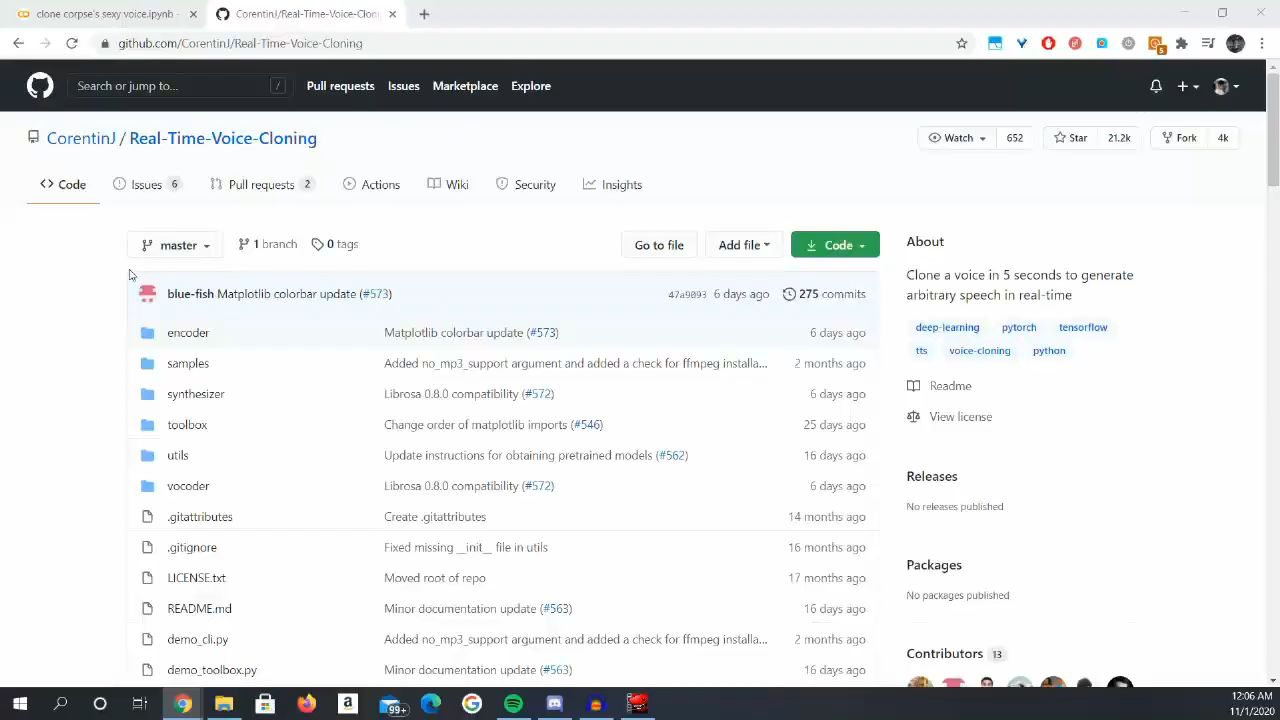 clone corpse's sexy voice.ipynb -
CorentinJ/Real-Time-Voice-Clonin
github.com/CorentinJ/Real-Time-Voice-Cloning
5
Search or jump to... /
Pull requests Issues Marketplace Explore
CorentinJ / Real-Time-Voice-Cloning
Watch 652 Star 21.2k Fork 4k
Code Issues 6 Pull requests 2 Actions Wiki Security Insights
master 1 branch 0 tags Go to file Add file Code
blue-fish Matplotlib colorbar update (#573) 47a9093 6 days ago 275 commits
encoder Matplotlib colorbar update (#573) 6 days ago
samples Added no_mp3_support argument and added a check for ffmpeg installa... 2 months ago
synthesizer Librosa 0.8.0 compatibility (#572) 6 days ago
toolbox Change order of matplotlib imports (#546) 25 days ago
utils Update instructions for obtaining pretrained models (#562) 16 days ago
vocoder Librosa 0.8.0 compatibility (#572) 6 days ago
.gitattributes Create .gitattributes 14 months ago
.gitignore Fixed missing __init__ file in utils 16 months ago
LICENSE.txt Moved root of repo 17 months ago
README.md Minor documentation update (#563) 16 days ago
demo_cli.py Added no_mp3_support argument and added a check for ffmpeg installa... 2 months ago
demo_toolbox.py Minor documentation update (#563) 16 days ago
About
Clone a voice in 5 seconds to generate
arbitrary speech in real-time
deep-learning pytorch tensorflow
tts voice-cloning python
Readme
View license
Releases
No releases published
Packages
No packages published
Contributors 13
99+
12:06 AM
11/1/2020